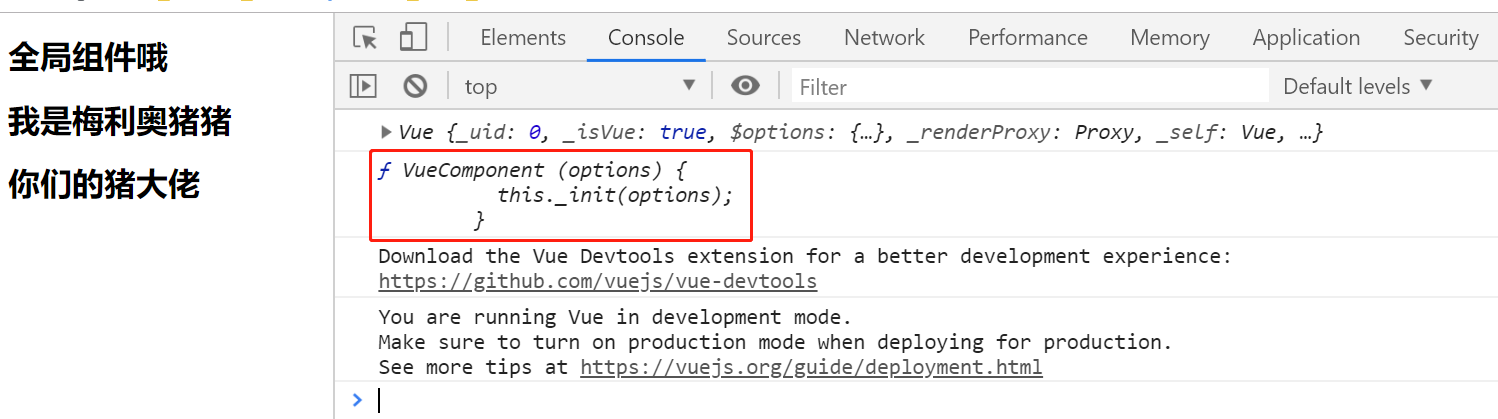 全局组件哦
我是梅利奥猪猪
你们的猪大佬
Elements Console Sources Network Performance Memory Application Security
top ▼ Filter Default levels ▼
▶Vue {_uid: 0, _isVue: true, $options: {…}, _renderProxy: Proxy, _self: Vue, …}
ƒ VueComponent (options) {
this._init(options);
}
Download the Vue Devtools extension for a better development experience:
https://github.com/vuejs/vue-devtools
You are running Vue in development mode.
Make sure to turn on production mode when deploying for production.
See more tips at https://vuejs.org/guide/deployment.html
>